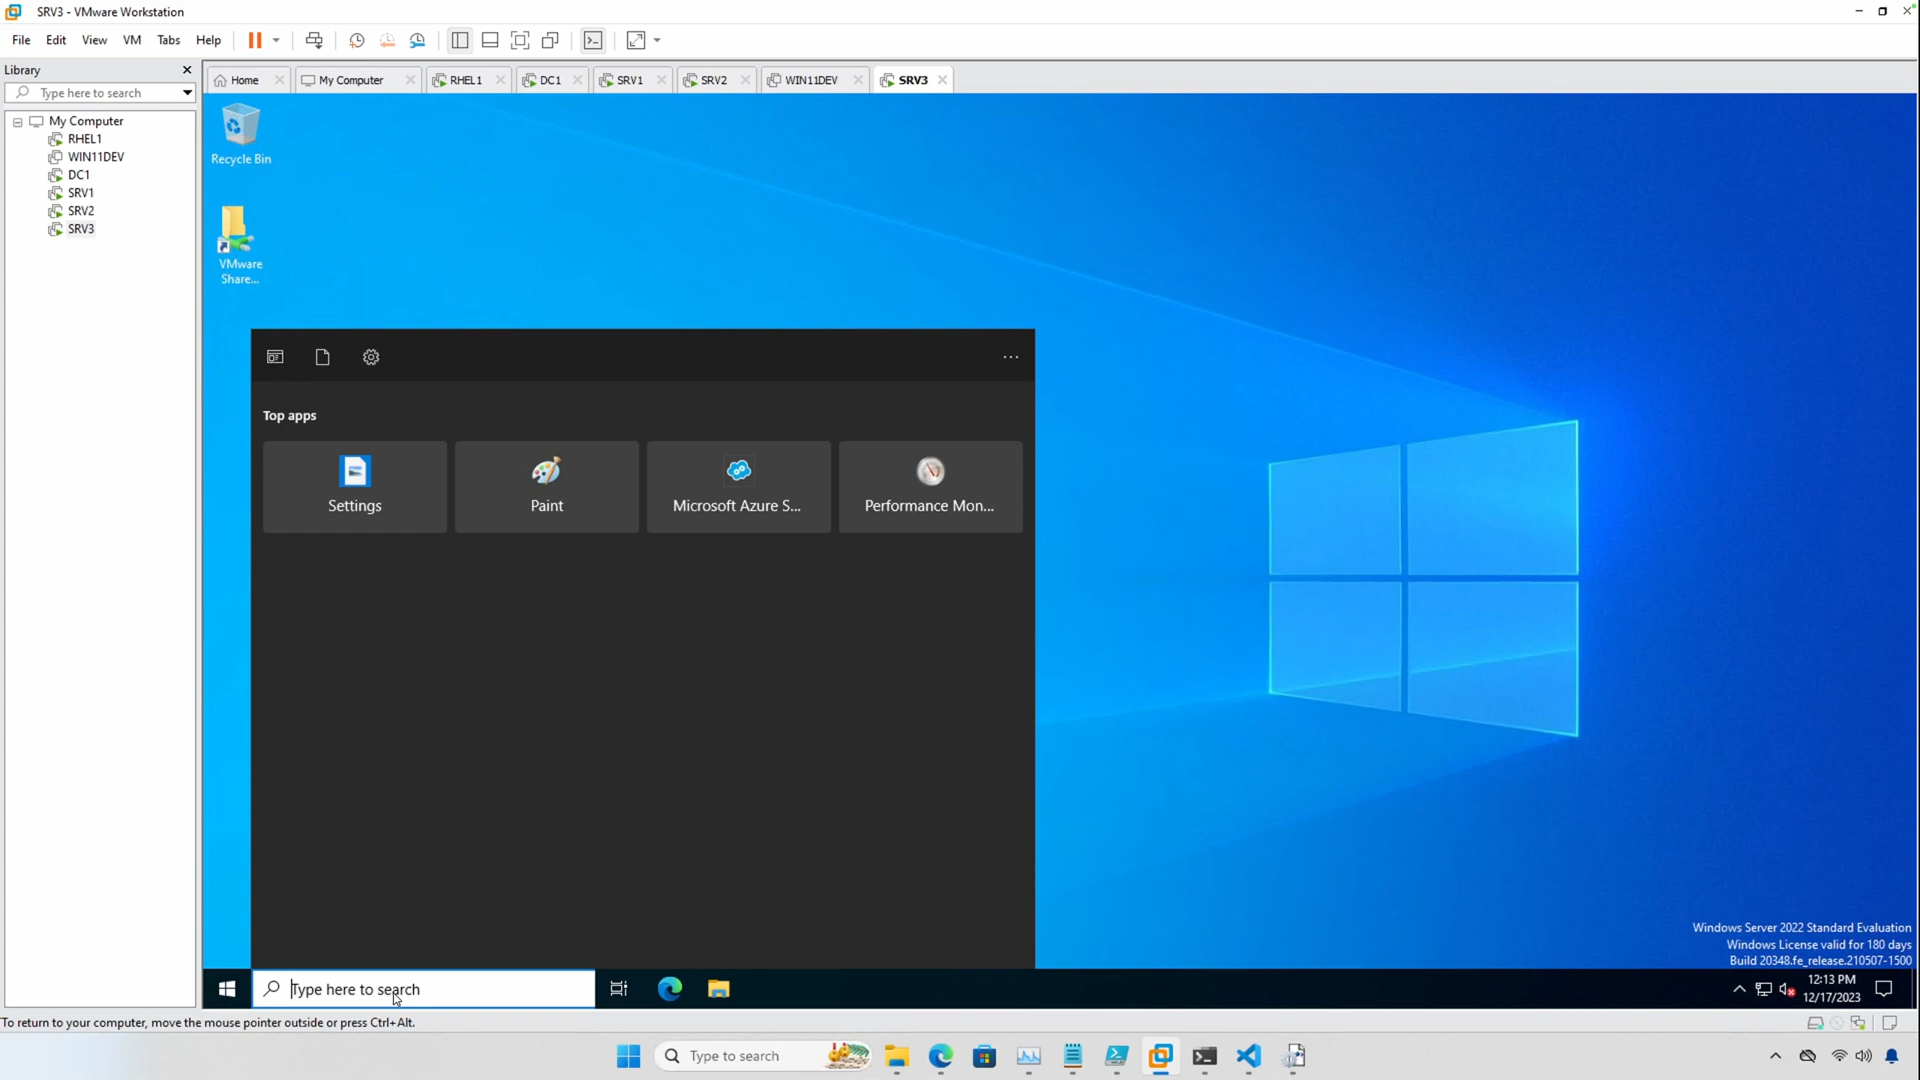 SRV3 - VMware Workstation
File Edit View VM Tabs Help
Library
Type here to search
My Computer
RHEL1
WIN11DEV
DC1
SRV1
SRV2
SRV3
Home
My Computer
RHEL1
DC1
SRV1
SRV2
WIN11DEV
SRV3
Recycle Bin
VMware
Share...
Top apps
Settings
Paint
Microsoft Azure S...
Performance Mon...
Windows Server 2022 Standard Evaluation
Windows License valid for 180 days
Build 20348.fe_release.210507-1500
Type here to search
12:13 PM
12/17/2023
To return to your computer, move the mouse pointer outside or press Ctrl+Alt.
Type to search